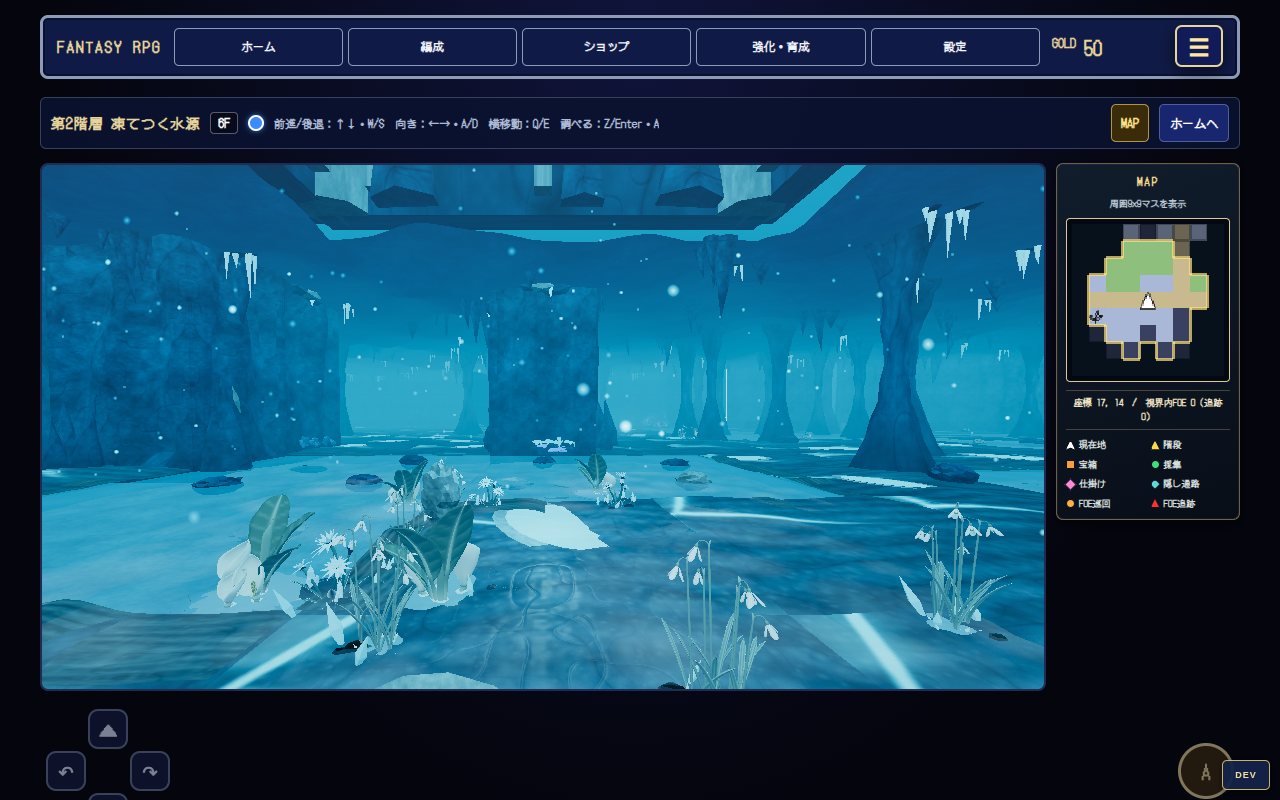 FANTASY RPG
ホーム
編成
ショップ
強化・育成
設定
GOLD 50
第2階層 凍てつく水源
6F
前進/後退：↑↓・W/S 向き：←→・A/D 横移動：Q/E 調べる：Z/Enter・A
MAP
ホームへ
MAP
周囲9x9マスを表示
座標 17, 14 / 視界内FOE 0（追跡
0）
現在地
階段
宝箱
採集
仕掛け
隠し通路
FOE巡回
FOE追跡
A
DEV